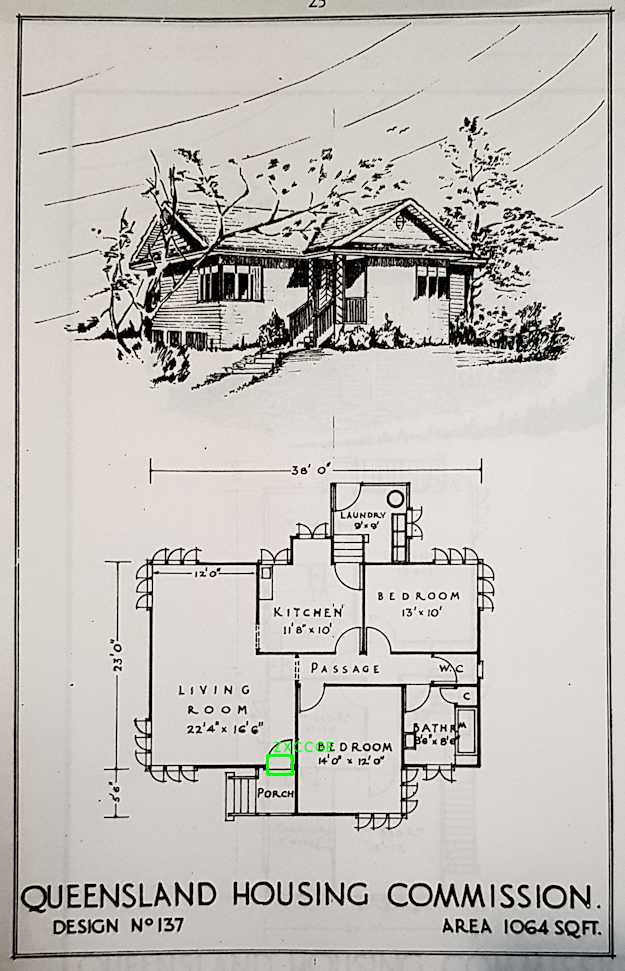 25
38' 0"
LAUNDRY
9' x 9'
12'0"
BEDROOM
13' x 10'
KITCHEN
11'8" x 10'
23'0"
PASSAGE
W.C
C
LIVING
ROOM
22'4" x 16'6"
BATHRM
8'6" x 8'6"
BEDROOM
14'0" x 12'0"
5'6"
PORCH
QUEENSLAND HOUSING COMMISSION.
DESIGN No 137
AREA 1064 SQFT.